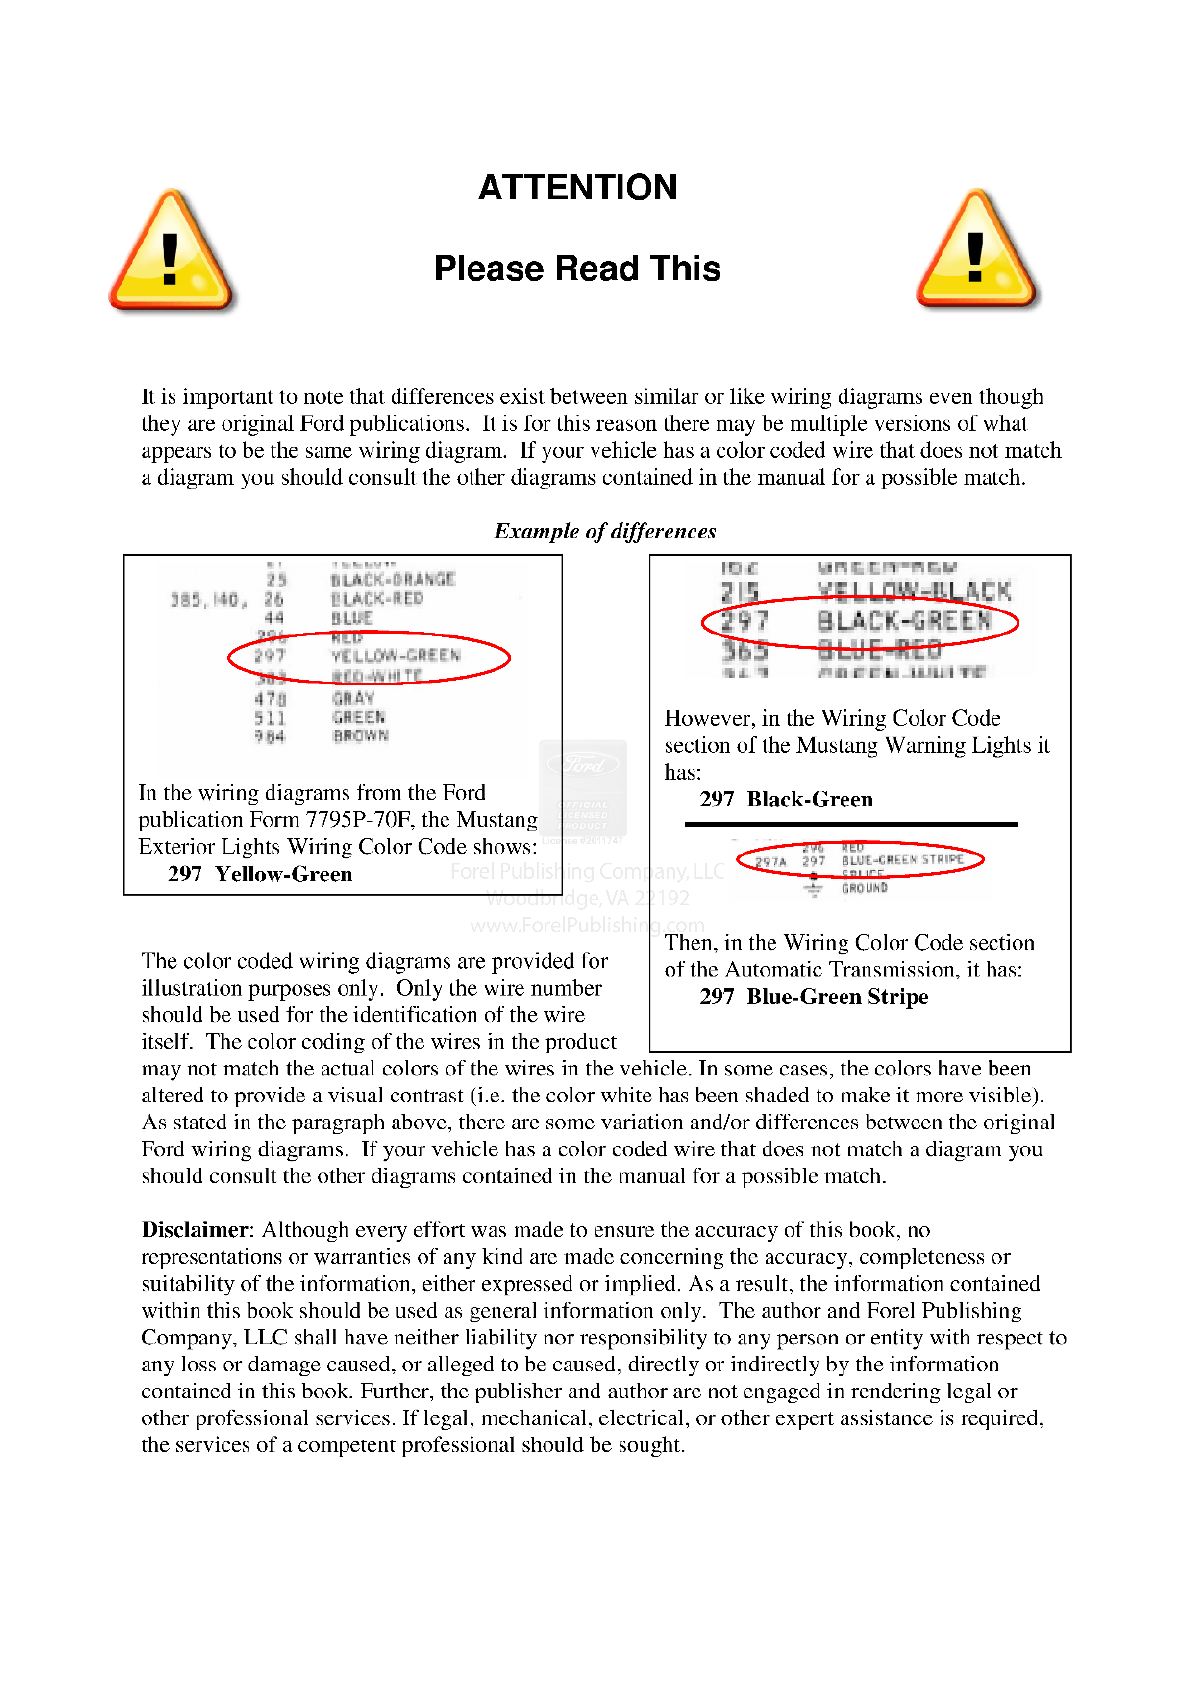 ATTENTION
Please Read This
It is important to note that differences exist between similar or like wiring diagrams even though
they are original Ford publications.  It is for this reason there may be multiple versions of what
appears to be the same wiring diagram.  If your vehicle has a color coded wire that does not match
a diagram you should consult the other diagrams contained in the manual for a possible match.
Example of differences
25 BLACK-ORANGE
385, 140, 26 BLACK-RED
44 BLUE
296 RED
297 YELLOW-GREEN
383 RED-WHITE
478 GRAY
511 GREEN
984 BROWN
In the wiring diagrams from the Ford
publication Form 7795P-70F, the Mustang
Exterior Lights Wiring Color Code shows:
297  Yellow-Green
215 YELLOW-BLACK
297 BLACK-GREEN
363 BLUE-RED
However, in the Wiring Color Code
section of the Mustang Warning Lights it
has:
297  Black-Green
296 RED
297A 297 BLUE-GREEN STRIPE
SPLICE
GROUND
Then, in the Wiring Color Code section
of the Automatic Transmission, it has:
297  Blue-Green Stripe
Ford
OFFICIAL
LICENSED
PRODUCT
Forel Publishing Company, LLC
Woodbridge, VA 22192
www.ForelPublishing.com
The color coded wiring diagrams are provided for
illustration purposes only.  Only the wire number
should be used for the identification of the wire
itself.  The color coding of the wires in the product
may not match the actual colors of the wires in the vehicle. In some cases, the colors have been
altered to provide a visual contrast (i.e. the color white has been shaded to make it more visible).
As stated in the paragraph above, there are some variation and/or differences between the original
Ford wiring diagrams.  If your vehicle has a color coded wire that does not match a diagram you
should consult the other diagrams contained in the manual for a possible match.
Disclaimer: Although every effort was made to ensure the accuracy of this book, no
representations or warranties of any kind are made concerning the accuracy, completeness or
suitability of the information, either expressed or implied. As a result, the information contained
within this book should be used as general information only.  The author and Forel Publishing
Company, LLC shall have neither liability nor responsibility to any person or entity with respect to
any loss or damage caused, or alleged to be caused, directly or indirectly by the information
contained in this book. Further, the publisher and author are not engaged in rendering legal or
other professional services. If legal, mechanical, electrical, or other expert assistance is required,
the services of a competent professional should be sought.